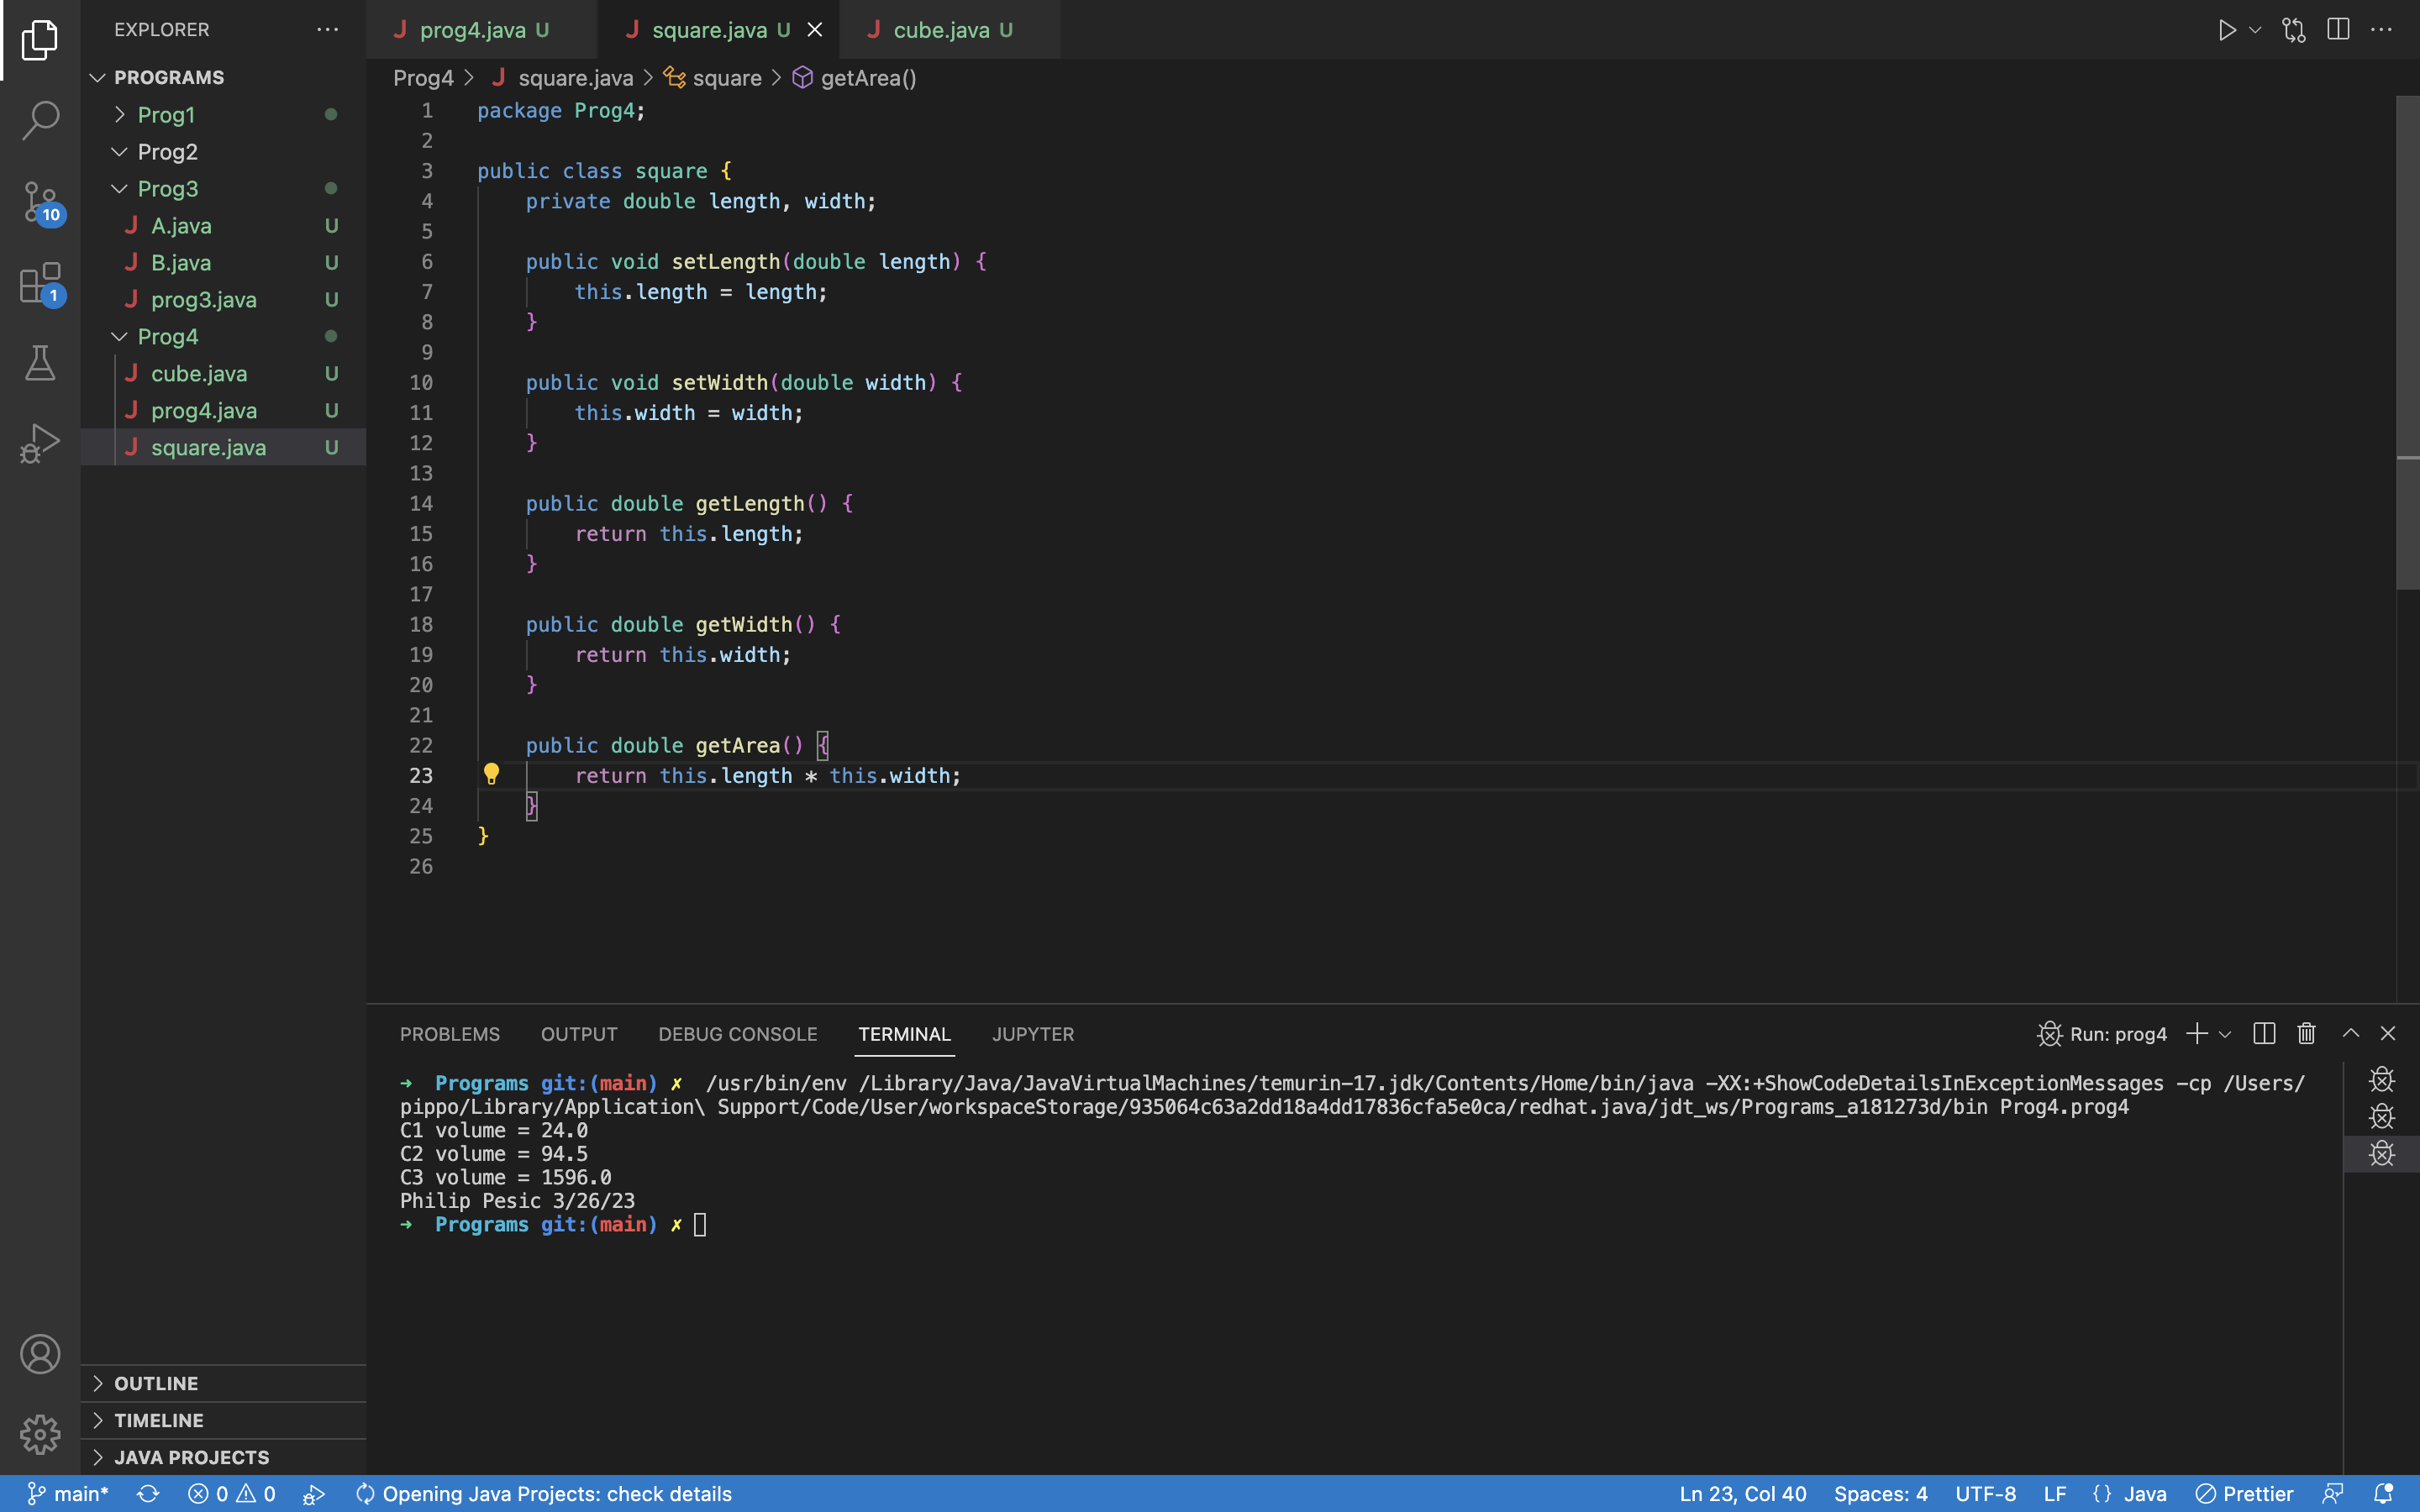 EXPLORER
PROGRAMS
Prog1
Prog2
Prog3
A.java U
B.java U
prog3.java U
Prog4
cube.java U
prog4.java U
square.java U
OUTLINE
TIMELINE
JAVA PROJECTS
10
1
J prog4.java U
J square.java U
J cube.java U
Prog4 > J square.java > square > getArea()
1 package Prog4;
2
3 public class square {
4 private double length, width;
5
6 public void setLength(double length) {
7 this.length = length;
8 }
9
10 public void setWidth(double width) {
11 this.width = width;
12 }
13
14 public double getLength() {
15 return this.length;
16 }
17
18 public double getWidth() {
19 return this.width;
20 }
21
22 public double getArea() {
23 return this.length * this.width;
24 }
25 }
26
PROBLEMS OUTPUT DEBUG CONSOLE TERMINAL JUPYTER
Run: prog4
➜ Programs git:(main) ✗ /usr/bin/env /Library/Java/JavaVirtualMachines/temurin-17.jdk/Contents/Home/bin/java -XX:+ShowCodeDetailsInExceptionMessages -cp /Users/
pippo/Library/Application\ Support/Code/User/workspaceStorage/935064c63a2dd18a4dd17836cfa5e0ca/redhat.java/jdt_ws/Programs_a181273d/bin Prog4.prog4
C1 volume = 24.0
C2 volume = 94.5
C3 volume = 1596.0
Philip Pesic 3/26/23
➜ Programs git:(main) ✗
main* 0 0 Opening Java Projects: check details Ln 23, Col 40 Spaces: 4 UTF-8 LF {} Java Prettier